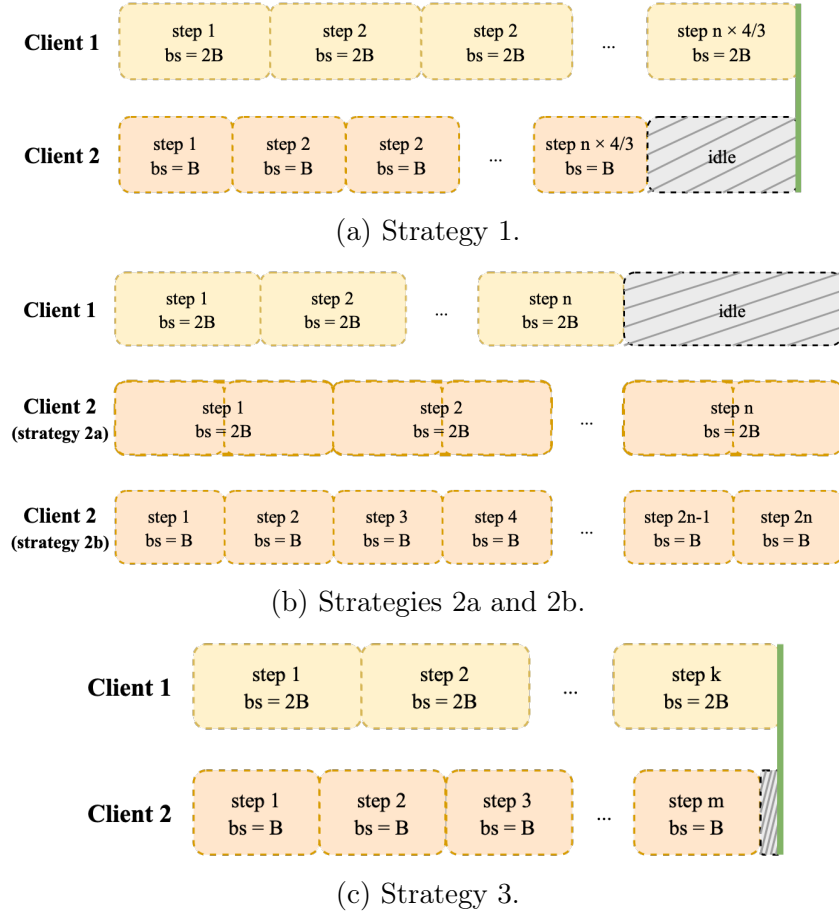 Client 1
step 1
bs = 2B
step 2
bs = 2B
step 2
bs = 2B
...
step n × 4/3
bs = 2B
Client 2
step 1
bs = B
step 2
bs = B
step 2
bs = B
...
step n × 4/3
bs = B
idle
(a) Strategy 1.
Client 1
step 1
bs = 2B
step 2
bs = 2B
...
step n
bs = 2B
idle
Client 2
(strategy 2a)
step 1
bs = 2B
step 2
bs = 2B
...
step n
bs = 2B
Client 2
(strategy 2b)
step 1
bs = B
step 2
bs = B
step 3
bs = B
step 4
bs = B
...
step 2n-1
bs = B
step 2n
bs = B
(b) Strategies 2a and 2b.
Client 1
step 1
bs = 2B
step 2
bs = 2B
...
step k
bs = 2B
Client 2
step 1
bs = B
step 2
bs = B
step 3
bs = B
...
step m
bs = B
(c) Strategy 3.